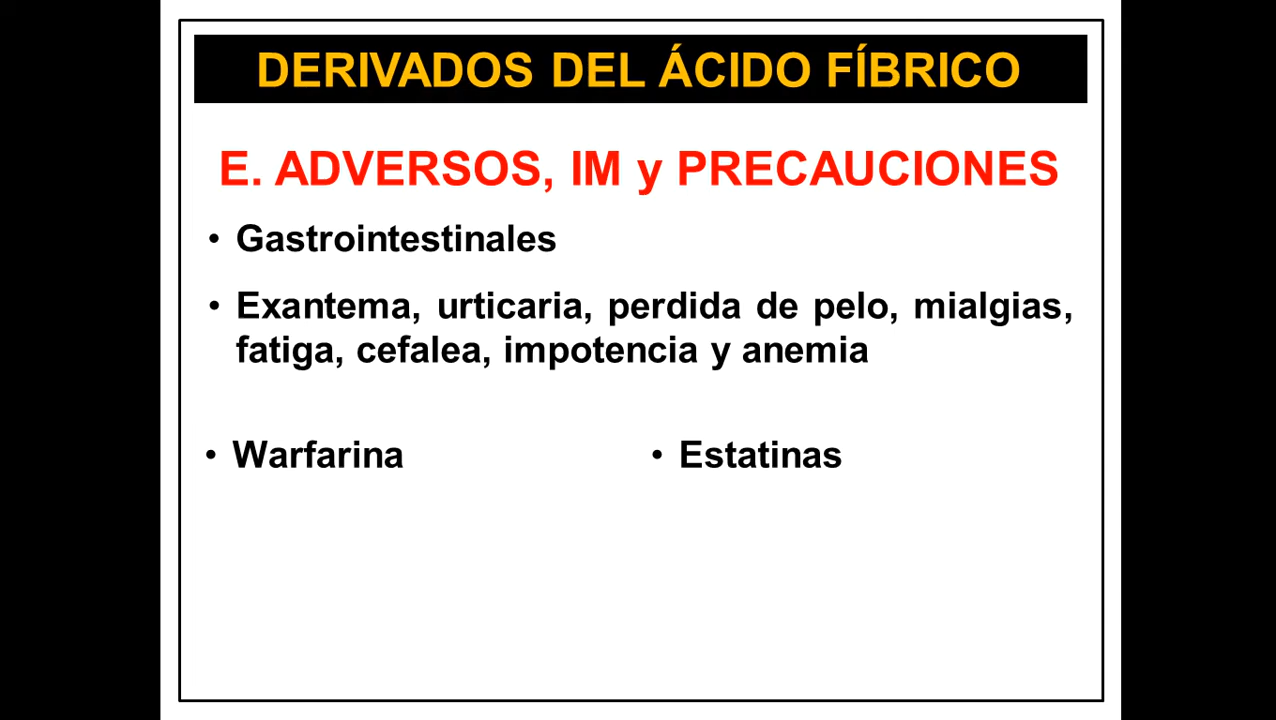 DERIVADOS DEL ÁCIDO FÍBRICO
E. ADVERSOS, IM y PRECAUCIONES
• Gastrointestinales
• Exantema, urticaria, perdida de pelo, mialgias,
fatiga, cefalea, impotencia y anemia
• Warfarina
• Estatinas